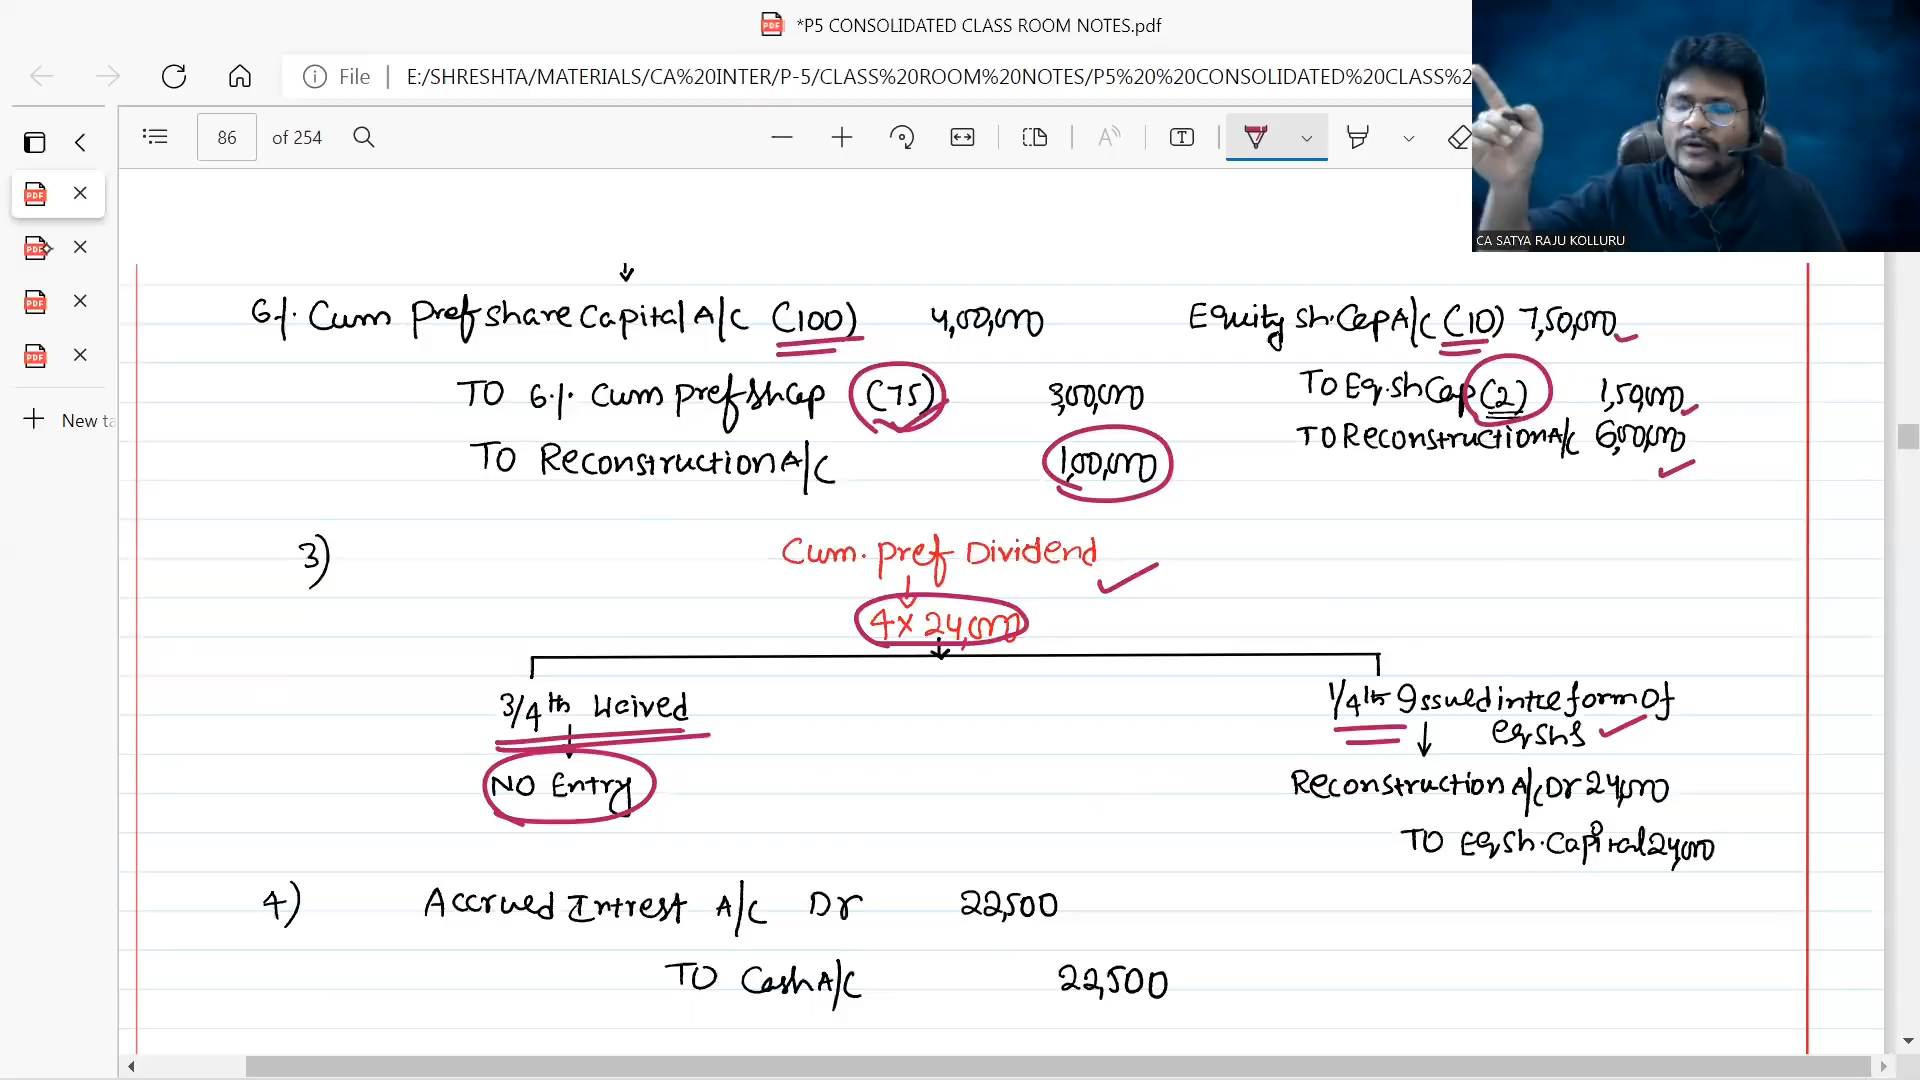 *P5 CONSOLIDATED CLASS ROOM NOTES.pdf
File E:/SHRESHTA/MATERIALS/CA%20INTER/P-5/CLASS%20ROOM%20NOTES/P5%20%20CONSOLIDATED%20CLASS%2
86 of 254
New ta
CA SATYA RAJU KOLLURU
6%. Cum Pref share Capital A/C (100) 4,00,000
TO 6%. Cum Pref Sh Cap (75) 3,00,000
TO Reconstruction A/C 1,00,000
Equity Sh. Cap A/C (10) 7,50,000
To Eq. sh Cap (2) 1,50,000
TO Reconstruction A/C 6,00,000
3)
Cum. Pref Dividend
4 x 24,000
3/4th Waived
NO Entry
1/4th Issued in the form of
eq shs
Reconstruction A/C Dr 24,000
TO Eq Sh. Capital 24,000
4) Accrued Intrest A/C Dr 22,500
TO Cash A/C 22,500